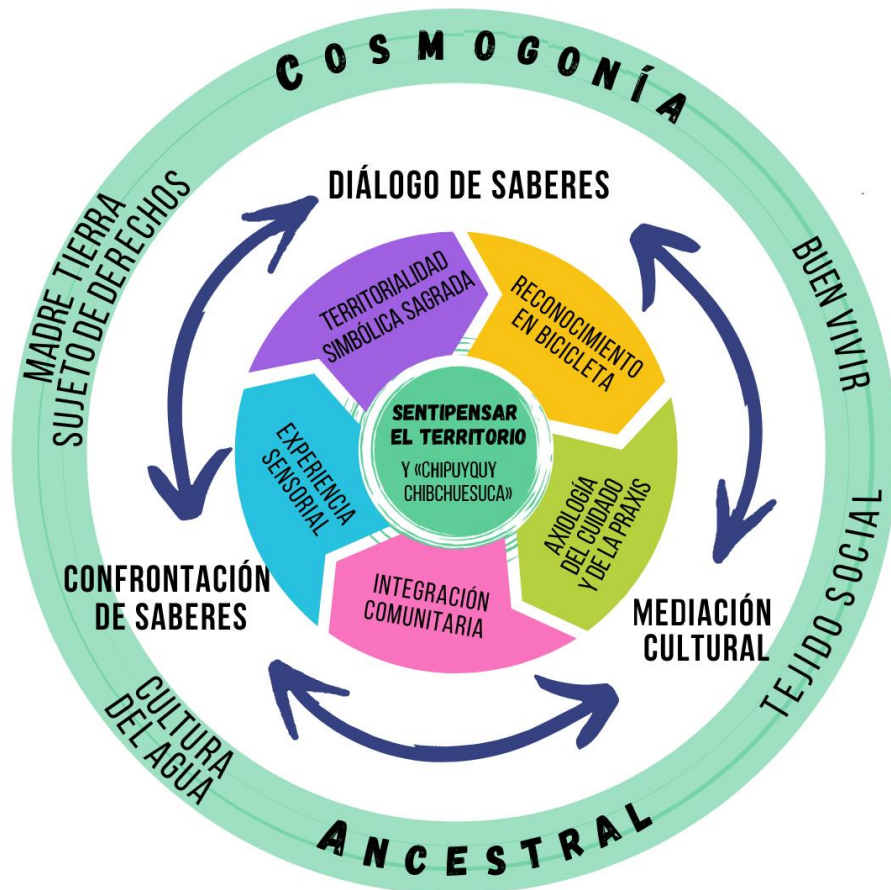 COSMOGONÍA
MADRE TIERRA
SUJETO DE DERECHOS
BUEN VIVIR
TEJIDO SOCIAL
CULTURA
DEL AGUA
ANCESTRAL
DIÁLOGO DE SABERES
CONFRONTACIÓN
DE SABERES
MEDIACIÓN
CULTURAL
TERRITORIALIDAD
SIMBÓLICA SAGRADA
RECONOCIMIENTO
EN BICICLETA
AXIOLOGÍA
DEL CUIDADO
Y DE LA PRAXIS
INTEGRACIÓN
COMUNITARIA
EXPERIENCIA
SENSORIAL
SENTIPENSAR
EL TERRITORIO
Y «CHIPUYQUY
CHIBCHUESUCA»